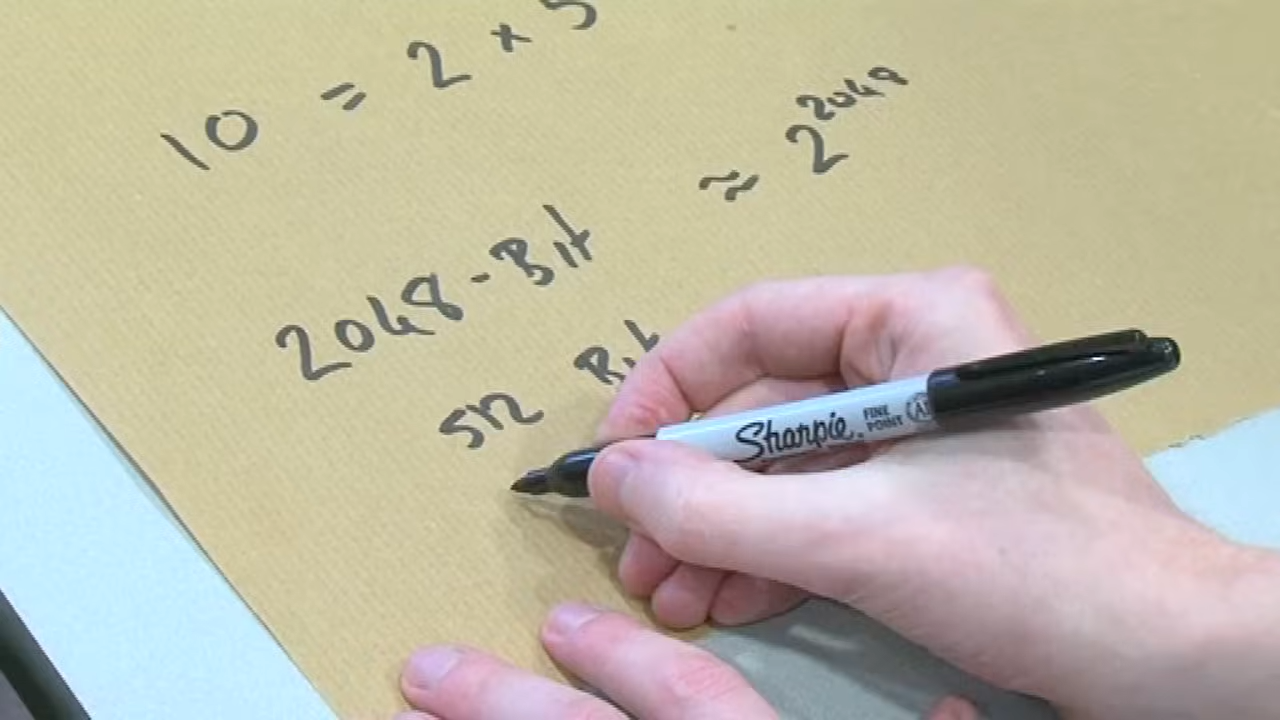 10 = 2 × 5
≈ 2²⁰⁴⁸
2048-Bit
512 Bit
Sharpie.
FINE
POINT